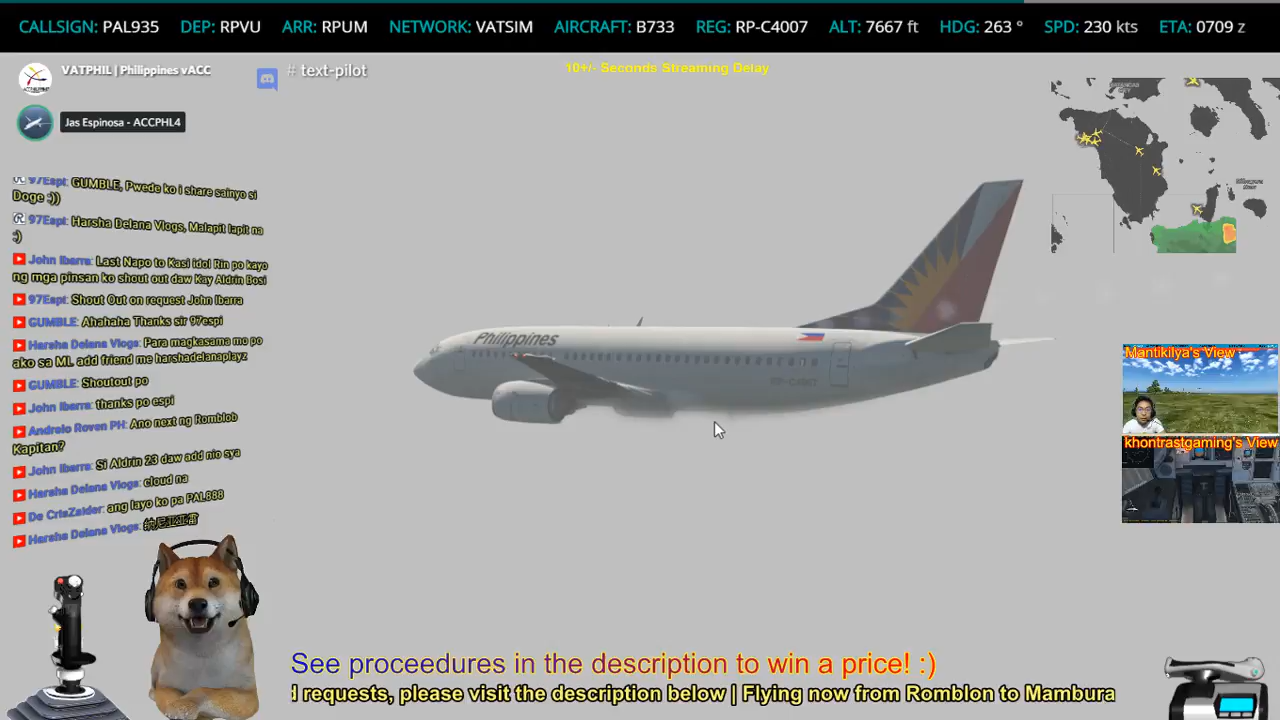 CALLSIGN: PAL935 DEP: RPVU ARR: RPUM NETWORK: VATSIM AIRCRAFT: B733 REG: RP-C4007 ALT: 7667 ft HDG: 263 ° SPD: 230 kts ETA: 0709 z
VATPHIL | Philippines vACC
# text-pilot
10+/- Seconds Streaming Delay
Jas Espinosa - ACCPHL4
97Espi: GUMBLE, Pwede ko i share sainyo si
Doge :))
97Espi: Harsha Delana Vlogs, Malapit lapit na
:)
John Ibarra: Last Napo to Kasi idol Rin po kayo
ng mga pinsan ko shout out daw Kay Aldrin Bosi
97Espi: Shout Out on request John Ibarra
GUMBLE: Ahahaha Thanks sir 97espi
Harsha Delana Vlogs: Para magkasama mo po
ako sa ML add friend me harshadelanaplayz
GUMBLE: Shoutout po
John Ibarra: thanks po espi
Andrelo Roven PH: Ano next ng Romblob
Kapitan?
John Ibarra: Si Aldrin 23 daw add nio sya
Harsha Delana Vlogs: cloud na
De CrisZaider: ang layo ko pa PAL888
Harsha Delana Vlogs:
Philippines
RP-C4007
Mantikilya's View
khontrastgaming's View
See proceedures in the description to win a price! :)
d requests, please visit the description below | Flying now from Romblon to Mambura